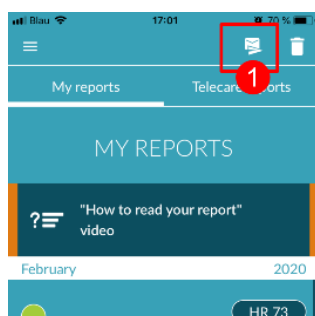 Blau 17:01 70 %
My reports Telecare reports
1
MY REPORTS
?
"How to read your report"
video
February 2020
HR 73